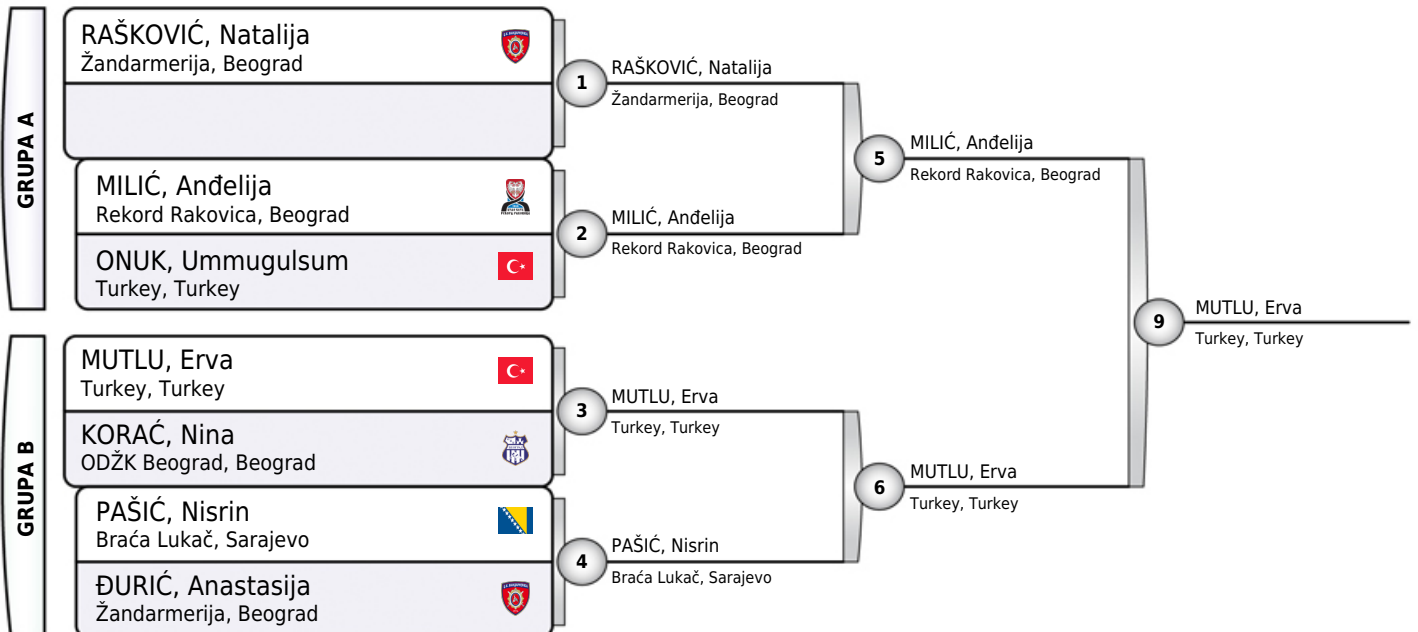 GRUPA A
RAŠKOVIĆ, Natalija
Žandarmerija, Beograd
MILIĆ, Anđelija
Rekord Rakovica, Beograd
ONUK, Ummugulsum
Turkey, Turkey
GRUPA B
MUTLU, Erva
Turkey, Turkey
KORAĆ, Nina
ODŽK Beograd, Beograd
PAŠIĆ, Nisrin
Braća Lukač, Sarajevo
ĐURIĆ, Anastasija
Žandarmerija, Beograd
1
RAŠKOVIĆ, Natalija
Žandarmerija, Beograd
2
MILIĆ, Anđelija
Rekord Rakovica, Beograd
3
MUTLU, Erva
Turkey, Turkey
4
PAŠIĆ, Nisrin
Braća Lukač, Sarajevo
5
MILIĆ, Anđelija
Rekord Rakovica, Beograd
6
MUTLU, Erva
Turkey, Turkey
9
MUTLU, Erva
Turkey, Turkey